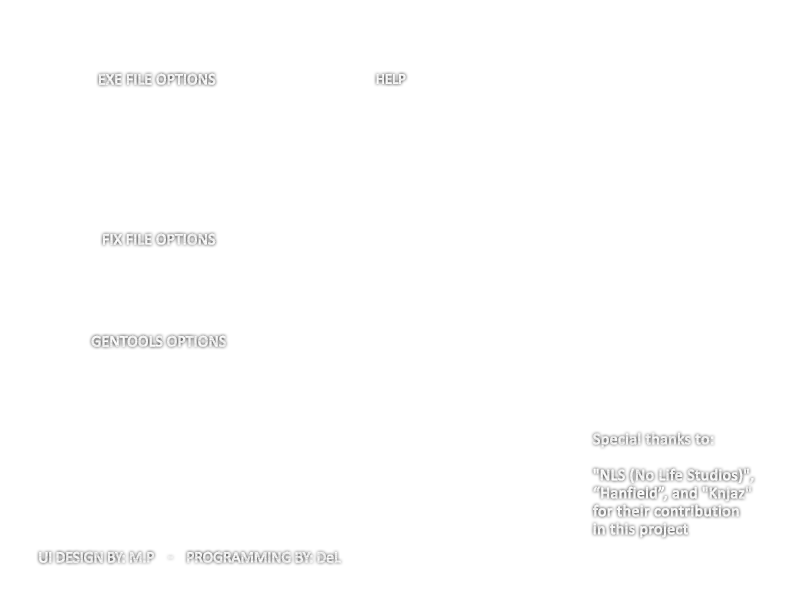 EXE FILE OPTIONS
HELP
FIX FILE OPTIONS
GENTOOLS OPTIONS
Special thanks to:
"NLS (No Life Studios)",
"Hanfield", and "Knjaz"
for their contribution
in this project
UI DESIGN BY: M.P - PROGRAMMING BY: DeL